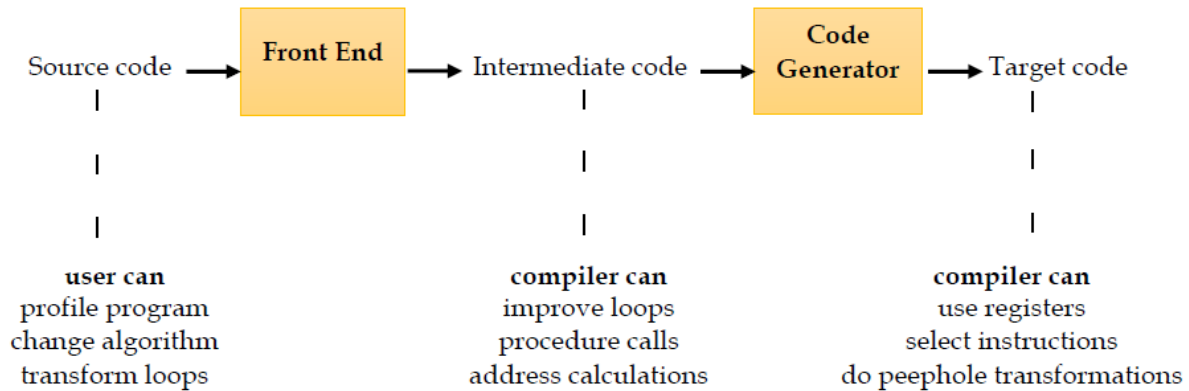 Source code
Front End
Intermediate code
Code
Generator
Target code
user can
profile program
change algorithm
transform loops
compiler can
improve loops
procedure calls
address calculations
compiler can
use registers
select instructions
do peephole transformations